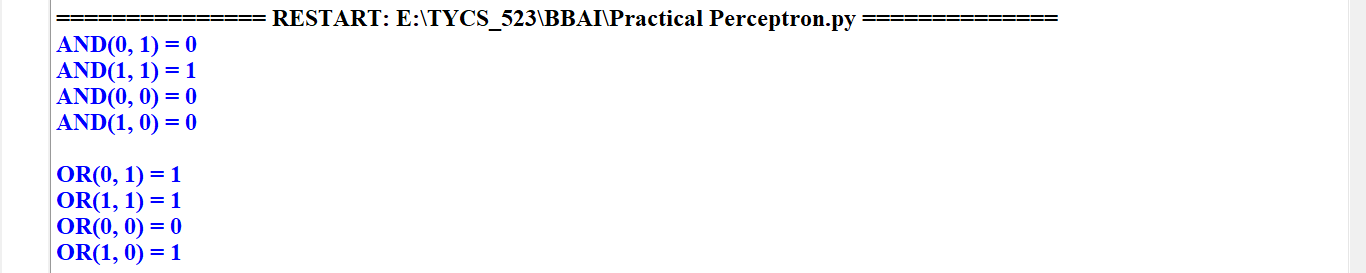 =============== RESTART: E:\TYCS_523\BBAI\Practical Perceptron.py ==============
AND(0, 1) = 0
AND(1, 1) = 1
AND(0, 0) = 0
AND(1, 0) = 0
OR(0, 1) = 1
OR(1, 1) = 1
OR(0, 0) = 0
OR(1, 0) = 1